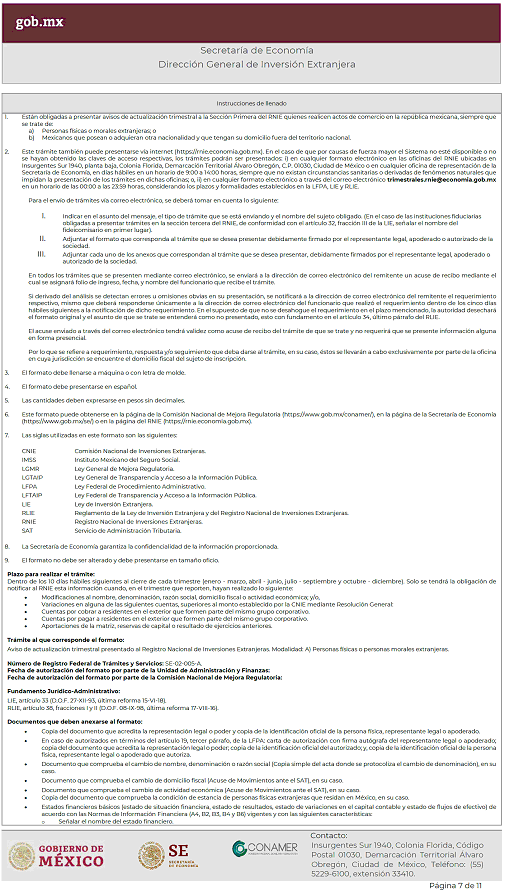 gob.mx
Secretaría de Economía
Dirección General de Inversión Extranjera
Instrucciones de llenado
1. Están obligadas a presentar avisos de actualización trimestral a la Sección Primera del RNIE quienes realicen actos de comercio en la república mexicana, siempre que
se trate de:
a) Personas físicas o morales extranjeras; o
b) Mexicanos que posean o adquieran otra nacionalidad y que tengan su domicilio fuera del territorio nacional.
2. Este trámite también puede presentarse vía internet (https://rnie.economia.gob.mx). En el caso de que por causas de fuerza mayor el Sistema no esté disponible o no
se hayan obtenido las claves de acceso respectivas, los trámites podrán ser presentados: i) en cualquier formato electrónico en las oficinas del RNIE ubicadas en
Insurgentes Sur 1940, planta baja, Colonia Florida, Demarcación Territorial Álvaro Obregón, C.P. 01030, Ciudad de México o en cualquier oficina de representación de la
Secretaría de Economía, en días hábiles en un horario de 9:00 a 14:00 horas, siempre que no existan circunstancias sanitarias o derivadas de fenómenos naturales que
impidan la presentación de los trámites en dichas oficinas; o, ii) en cualquier formato electrónico a través del correo electrónico trimestrales.rnie@economia.gob.mx
en un horario de las 00:00 a las 23:59 horas, considerando los plazos y formalidades establecidos en la LFPA, LIE y RLIE.
Para el envío de trámites vía correo electrónico, se deberá tomar en cuenta lo siguiente:
I. Indicar en el asunto del mensaje, el tipo de trámite que se está enviando y el nombre del sujeto obligado. (En el caso de las instituciones fiduciarias
obligadas a presentar trámites en la sección tercera del RNIE, de conformidad con el artículo 32, fracción III de la LIE, señalar el nombre del
fideicomisario en primer lugar).
II. Adjuntar el formato que corresponda al trámite que se desea presentar debidamente firmado por el representante legal, apoderado o autorizado de la
sociedad.
III. Adjuntar cada uno de los anexos que correspondan al trámite que se desea presentar, debidamente firmados por el representante legal, apoderado o
autorizado de la sociedad.
En todos los trámites que se presenten mediante correo electrónico, se enviará a la dirección de correo electrónico del remitente un acuse de recibo mediante el
cual se asignará folio de ingreso, fecha, y nombre del funcionario que recibe el trámite.
Si derivado del análisis se detectan errores u omisiones obvias en su presentación, se notificará a la dirección de correo electrónico del remitente el requerimiento
respectivo, mismo que deberá responderse únicamente a la dirección de correo electrónico del funcionario que realizó el requerimiento dentro de los cinco días
hábiles siguientes a la notificación de dicho requerimiento. En el supuesto de que no se desahogue el requerimiento en el plazo mencionado, la autoridad desechará
el formato original y el asunto de que se trate se entenderá como no presentado, esto con fundamento en el artículo 34, último párrafo del RLIE.
El acuse enviado a través del correo electrónico tendrá validez como acuse de recibo del trámite de que se trate y no requerirá que se presente información alguna
en forma presencial.
Por lo que se refiere a requerimiento, respuesta y/o seguimiento que deba darse al trámite, en su caso, éstos se llevarán a cabo exclusivamente por parte de la oficina
en cuya jurisdicción se encuentre el domicilio fiscal del sujeto de inscripción.
3. El formato debe llenarse a máquina o con letra de molde.
4. El formato debe presentarse en español.
5. Las cantidades deben expresarse en pesos sin decimales.
6. Este formato puede obtenerse en la página de la Comisión Nacional de Mejora Regulatoria (https://www.gob.mx/conamer/), en la página de la Secretaría de Economía
(https://www.gob.mx/se/) o en la página del RNIE (https://rnie.economia.gob.mx).
7. Las siglas utilizadas en este formato son las siguientes:
CNIE Comisión Nacional de Inversiones Extranjeras.
IMSS Instituto Mexicano del Seguro Social.
LGMR Ley General de Mejora Regulatoria.
LGTAIP Ley General de Transparencia y Acceso a la Información Pública.
LFPA Ley Federal de Procedimiento Administrativo.
LFTAIP Ley Federal de Transparencia y Acceso a la Información Pública.
LIE Ley de Inversión Extranjera.
RLIE Reglamento de la Ley de Inversión Extranjera y del Registro Nacional de Inversiones Extranjeras.
RNIE Registro Nacional de Inversiones Extranjeras.
SAT Servicio de Administración Tributaria.
8. La Secretaría de Economía garantiza la confidencialidad de la información proporcionada.
9. El formato no debe ser alterado y debe presentarse en tamaño oficio.
Plazo para realizar el trámite:
Dentro de los 10 días hábiles siguientes al cierre de cada trimestre (enero - marzo, abril - junio, julio - septiembre y octubre - diciembre). Solo se tendrá la obligación de
notificar al RNIE esta información cuando, en el trimestre que reporten, hayan realizado lo siguiente:
• Modificaciones al nombre, denominación, razón social, domicilio fiscal o actividad económica; y/o,
• Variaciones en alguna de las siguientes cuentas, superiores al monto establecido por la CNIE mediante Resolución General:
• Cuentas por cobrar a residentes en el exterior que formen parte del mismo grupo corporativo.
• Cuentas por pagar a residentes en el exterior que formen parte del mismo grupo corporativo.
• Aportaciones de la matriz, reservas de capital o resultado de ejercicios anteriores.
Trámite al que corresponde el formato:
Aviso de actualización trimestral presentado al Registro Nacional de Inversiones Extranjeras. Modalidad: A) Personas físicas o personas morales extranjeras.
Número de Registro Federal de Trámites y Servicios: SE-02-005-A.
Fecha de autorización del formato por parte de la Unidad de Administración y Finanzas:
Fecha de autorización del formato por parte de la Comisión Nacional de Mejora Regulatoria:
Fundamento Jurídico-Administrativo:
LIE, artículo 33 (D.O.F. 27-XII-93, última reforma 15-VI-18).
RLIE, artículo 38, fracciones I y II (D.O.F. 08-IX-98, última reforma 17-VIII-16).
Documentos que deben anexarse al formato:
• Copia del documento que acredita la representación legal o poder y copia de la identificación oficial de la persona física, representante legal o apoderado.
• En caso de autorizados en términos del artículo 19, tercer párrafo, de la LFPA: carta de autorización con firma autógrafa del representante legal o apoderado;
copia del documento que acredita la representación legal o poder; copia de la identificación oficial del autorizado; y, copia de la identificación oficial de la persona
física, representante legal o apoderado que autoriza.
• Documento que comprueba el cambio de nombre, denominación o razón social (Copia simple del acta donde se protocoliza el cambio de denominación), en su
caso.
• Documento que comprueba el cambio de domicilio fiscal (Acuse de Movimientos ante el SAT), en su caso.
• Documento que comprueba el cambio de actividad económica (Acuse de Movimientos ante el SAT), en su caso.
• Copia del documento que comprueba la condición de estancia de personas físicas extranjeras que residan en México, en su caso.
• Estados financieros básicos (estado de situación financiera, estado de resultados, estado de variaciones en el capital contable y estado de flujos de efectivo) de
acuerdo con las Normas de Información Financiera (A4, B2, B3, B4 y B6) vigentes y con las siguientes características:
○ Señalar el nombre del estado financiero.
GOBIERNO DE
MÉXICO
SE
SECRETARÍA
DE ECONOMÍA
CONAMER
Contacto:
Insurgentes Sur 1940, Colonia Florida, Código
Postal 01030, Demarcación Territorial Álvaro
Obregón, Ciudad de México, Teléfono: (55)
5229-6100, extensión 33410.
Página 7 de 11